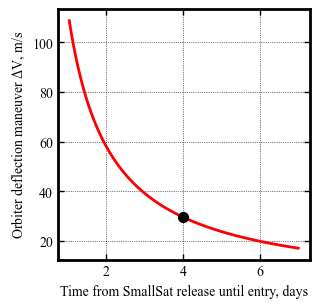 Orbiter deflection maneuver ΔV, m/s
100
80
60
40
20
2 4 6
Time from SmallSat release until entry, days